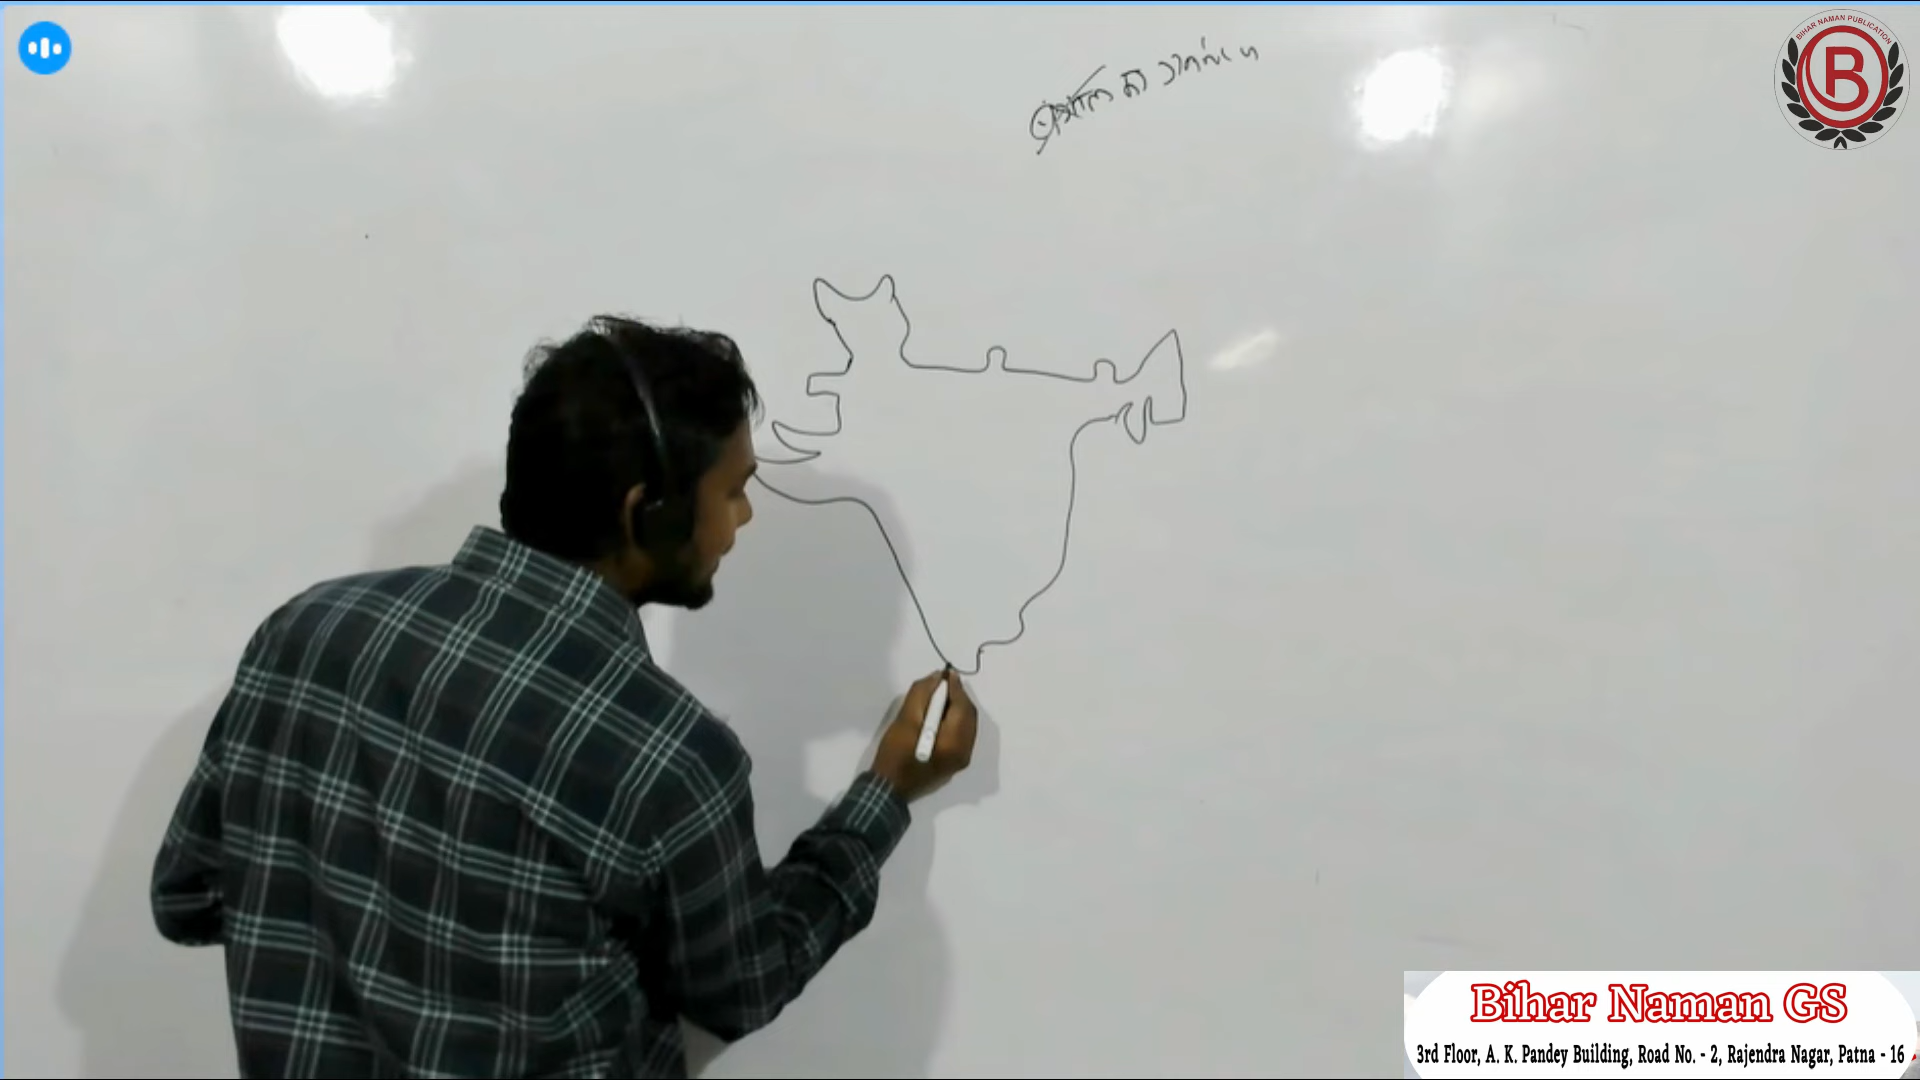 BIHAR NAMAN PUBLICATION
B
का
Bihar Naman GS
3rd Floor, A. K. Pandey Building, Road No. - 2, Rajendra Nagar, Patna - 16